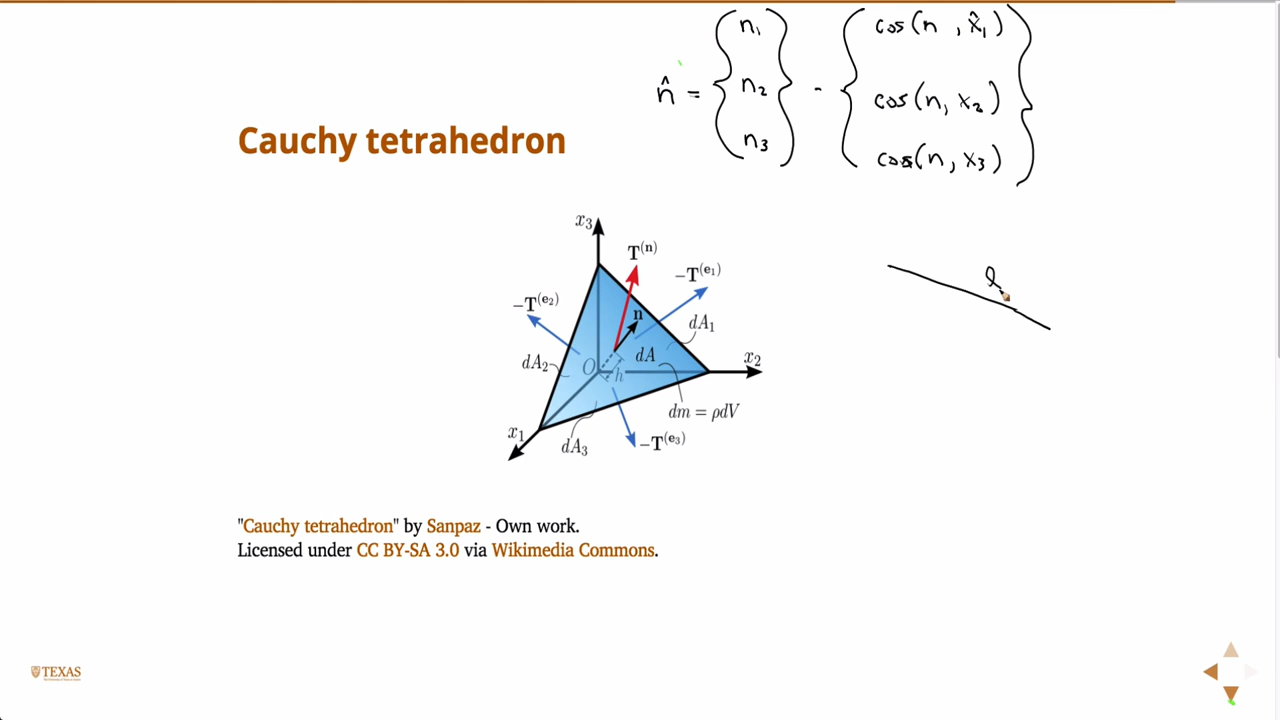 n̂ = { n₁ n₂ n₃ } - { cos(n , x̂₁) cos(n, x₂) cos(n, x₃) }
Cauchy tetrahedron
x₃
T⁽ⁿ⁾
−T⁽ᵉ¹⁾
−T⁽ᵉ²⁾
n
dA₁
dA₂
O
h
dA
x₂
dm = ρdV
x₁
dA₃
−T⁽ᵉ³⁾
"Cauchy tetrahedron" by Sanpaz - Own work.
Licensed under CC BY-SA 3.0 via Wikimedia Commons.
TEXAS